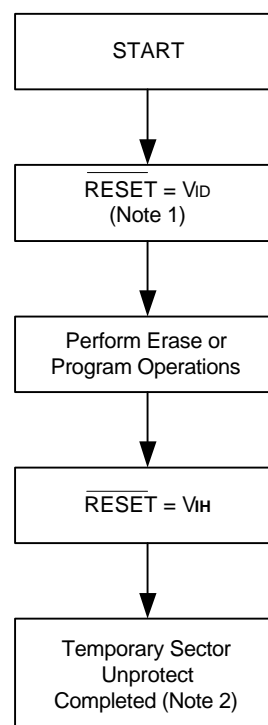 START
RESET = VID
(Note 1)
Perform Erase or
Program Operations
RESET = VIH
Temporary Sector
Unprotect
Completed (Note 2)